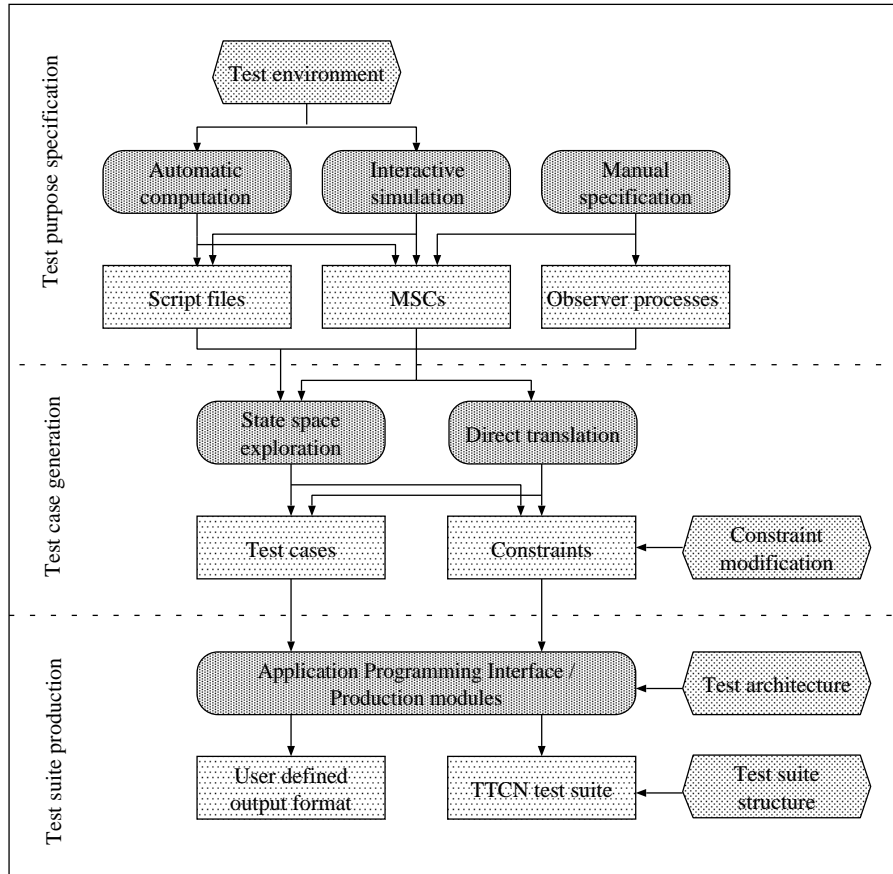 Test purpose specification
Test environment
Automatic
computation
Interactive
simulation
Manual
specification
Script files
MSCs
Observer processes
Test case generation
State space
exploration
Direct translation
Test cases
Constraints
Constraint
modification
Test suite production
Application Programming Interface /
Production modules
Test architecture
User defined
output format
TTCN test suite
Test suite
structure